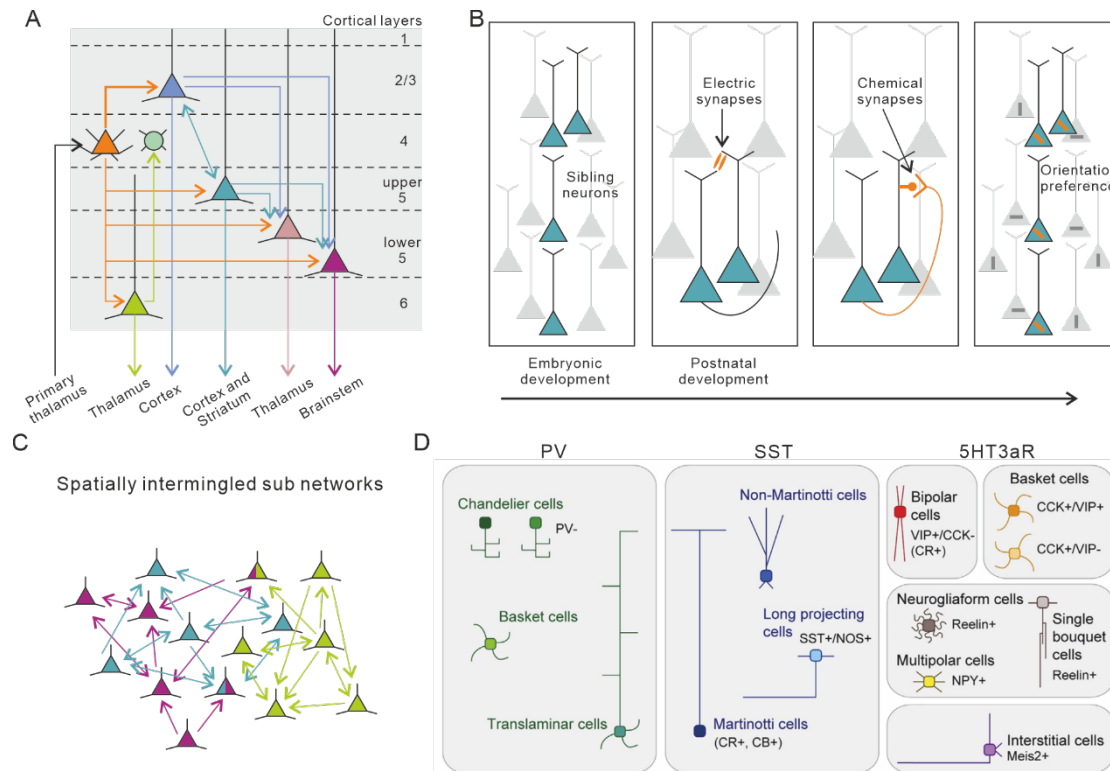 A
Cortical layers
1
2/3
4
upper
5
lower
5
6
Primary
thalamus
Thalamus
Cortex
Cortex and
Striatum
Thalamus
Brainstem
B
Sibling
neurons
Electric
synapses
Chemical
synapses
Orientation
preference
Embryonic
development
Postnatal
development
C
Spatially intermingled sub networks
D
PV
Chandelier cells
PV-
Basket cells
Translaminar cells
SST
Non-Martinotti cells
Long projecting
cells
SST+/NOS+
Martinotti cells
(CR+, CB+)
5HT3aR
Bipolar
cells
VIP+/CCK-
(CR+)
Basket cells
CCK+/VIP+
CCK+/VIP-
Neurogliaform cells
Reelin+
Multipolar cells
NPY+
Single
bouquet
cells
Reelin+
Interstitial cells
Meis2+